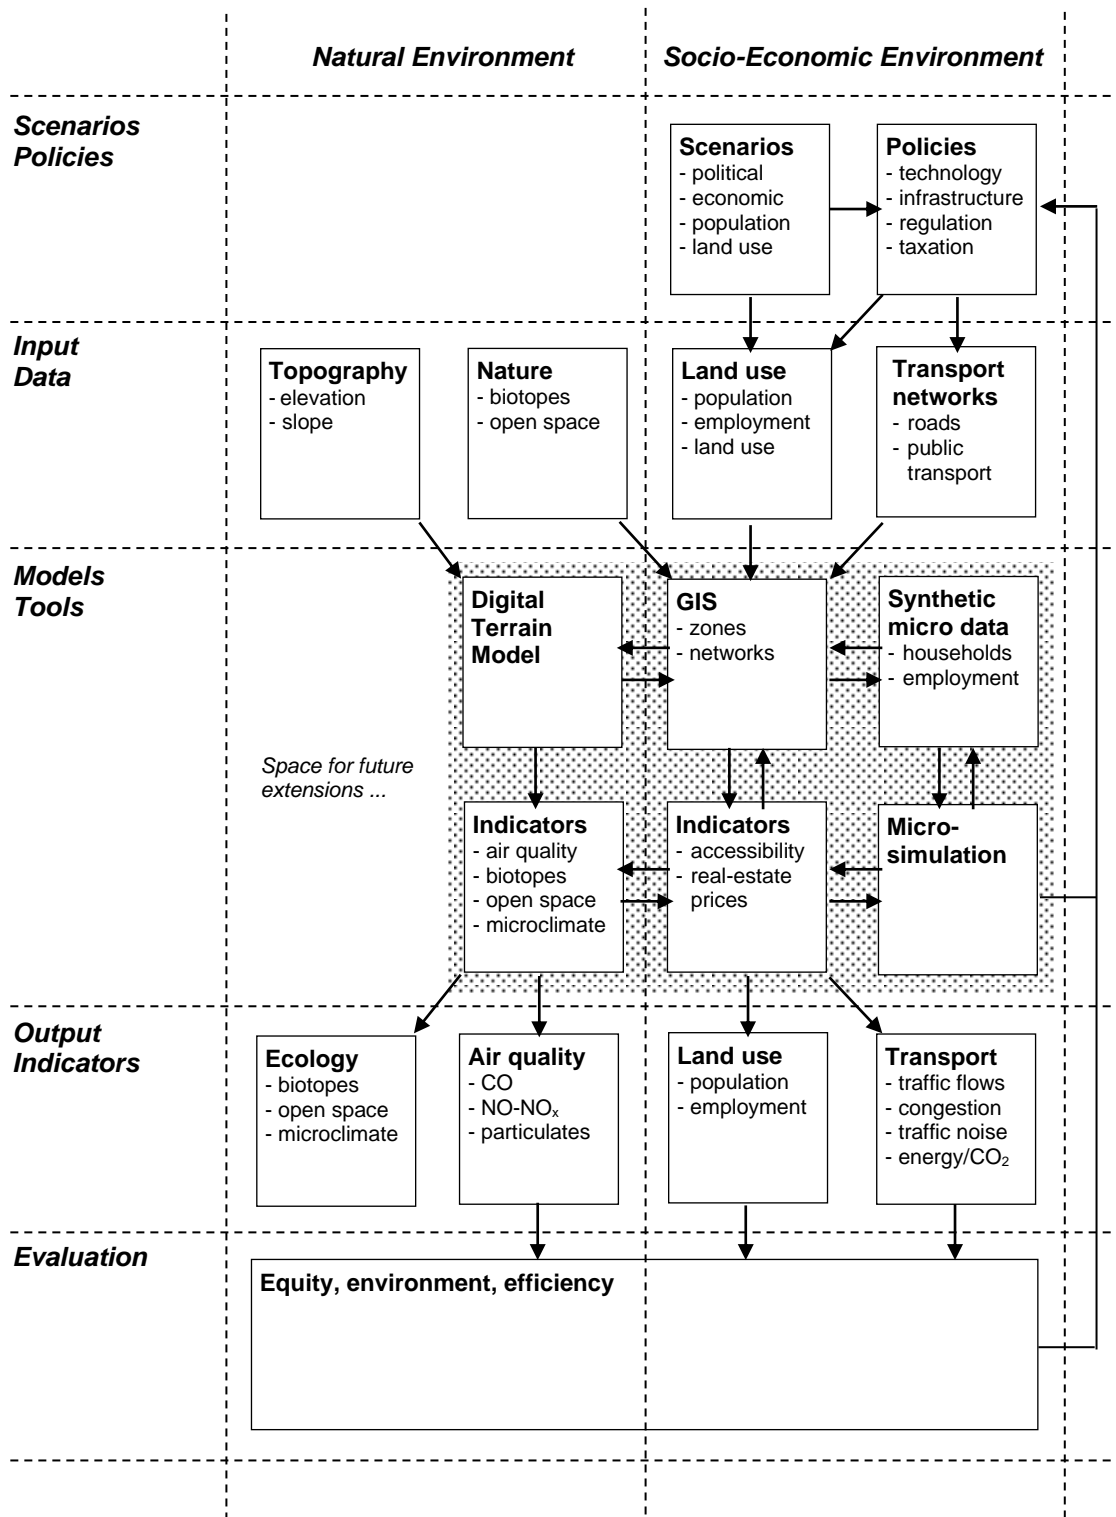 Natural Environment
Socio-Economic Environment
Scenarios
Policies
Scenarios
- political
- economic
- population
- land use
Policies
- technology
- infrastructure
- regulation
- taxation
Input
Data
Topography
- elevation
- slope
Nature
- biotopes
- open space
Land use
- population
- employment
- land use
Transport
networks
- roads
- public
transport
Models
Tools
Digital
Terrain
Model
GIS
- zones
- networks
Synthetic
micro data
- households
- employment
Space for future
extensions ...
Indicators
- air quality
- biotopes
- open space
- microclimate
Indicators
- accessibility
- real-estate
prices
Micro-
simulation
Output
Indicators
Ecology
- biotopes
- open space
- microclimate
Air quality
- CO
- NO-NOₓ
- particulates
Land use
- population
- employment
Transport
- traffic flows
- congestion
- traffic noise
- energy/CO₂
Evaluation
Equity, environment, efficiency